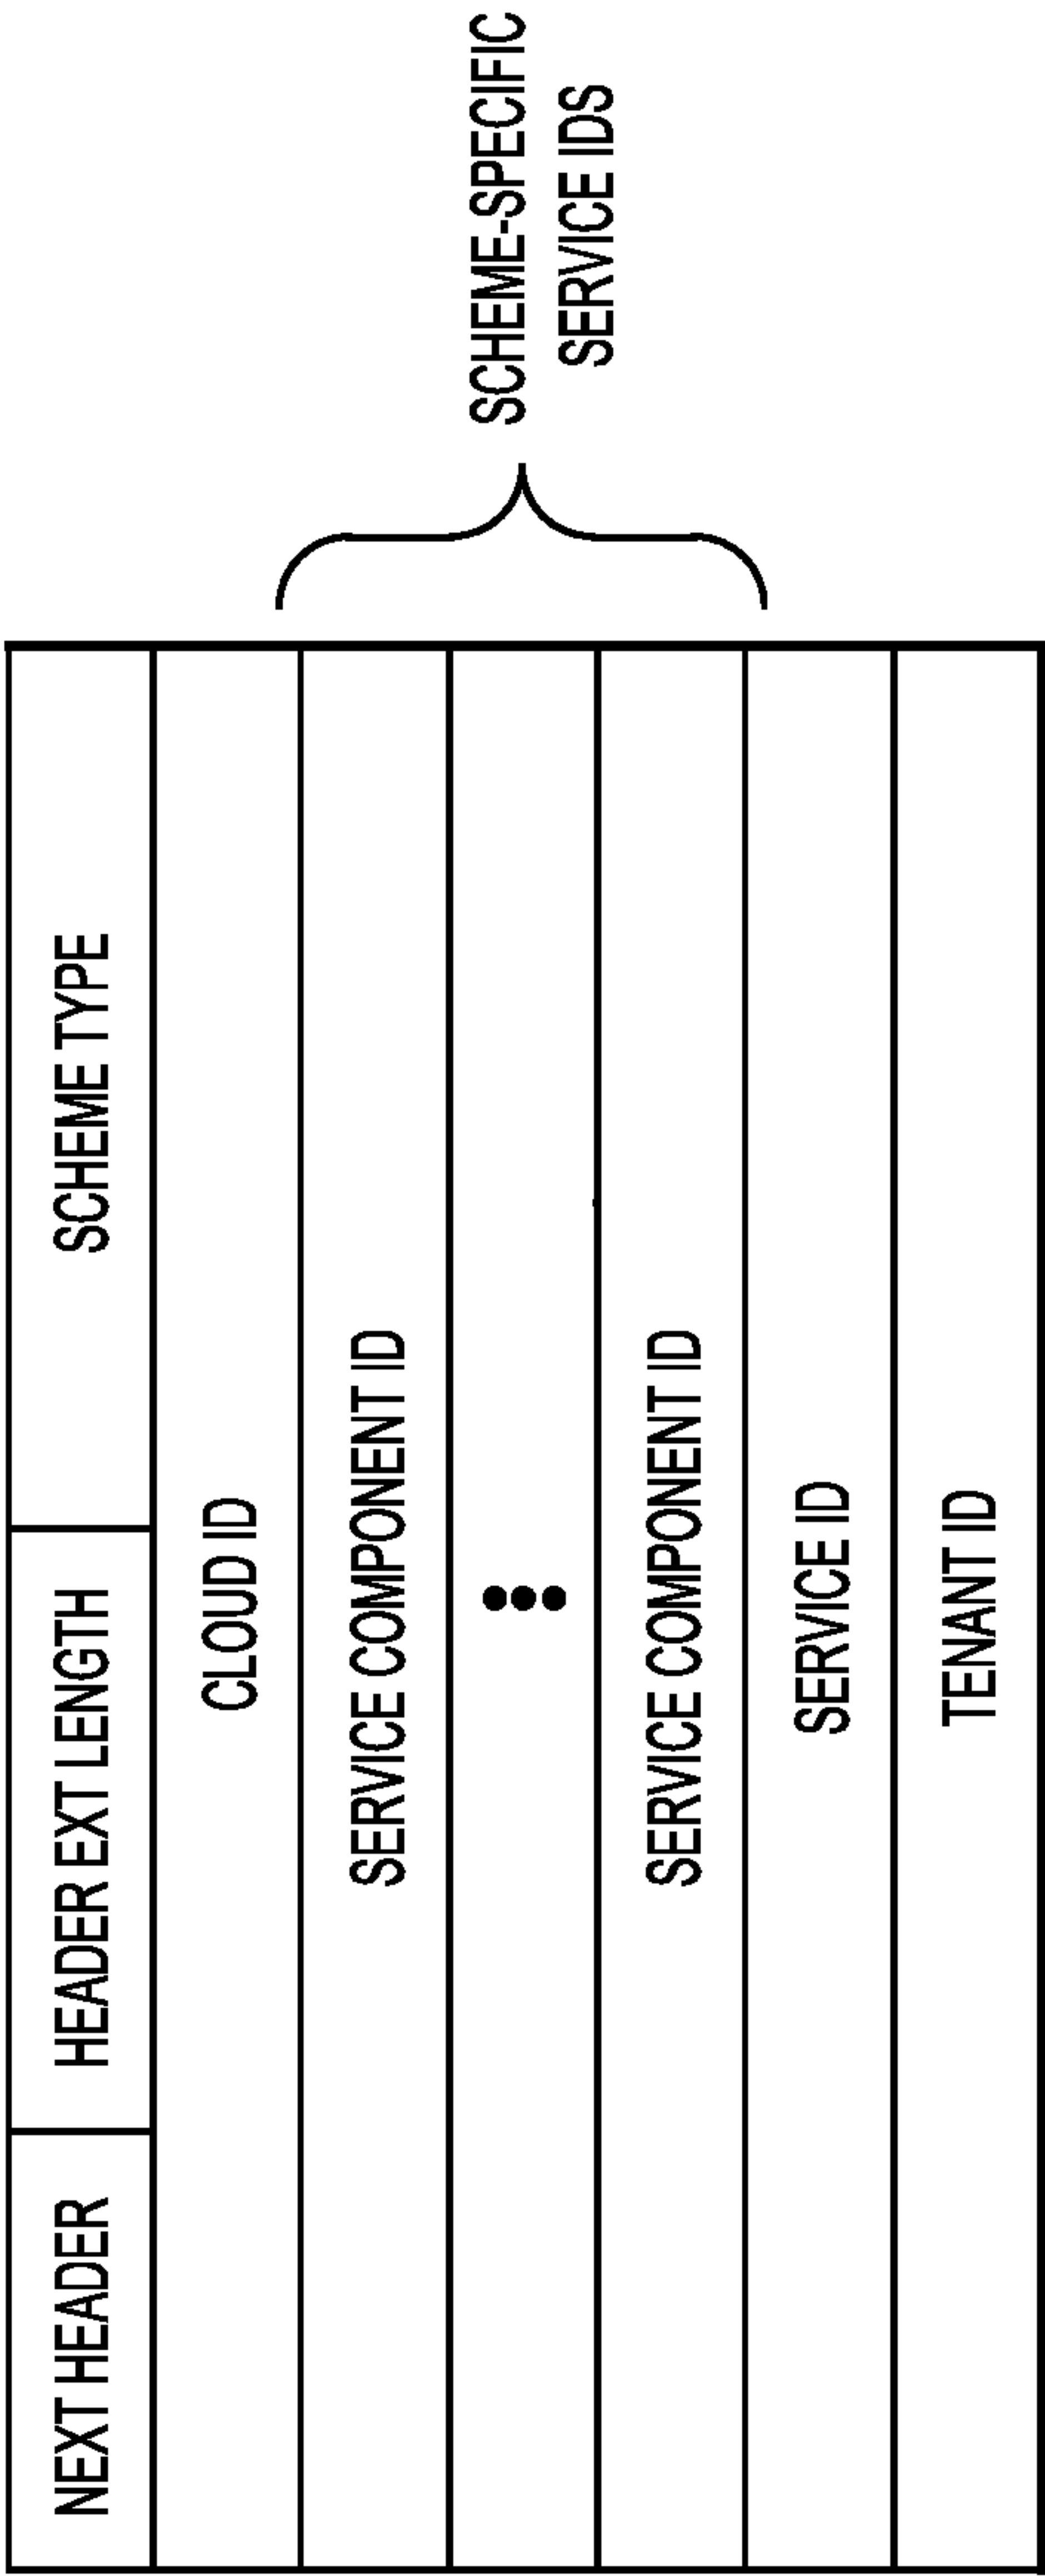 NEXT HEADER
HEADER EXT LENGTH
SCHEME TYPE
CLOUD ID
SERVICE COMPONENT ID
SERVICE COMPONENT ID
SERVICE ID
TENANT ID
SCHEME-SPECIFIC
SERVICE IDS